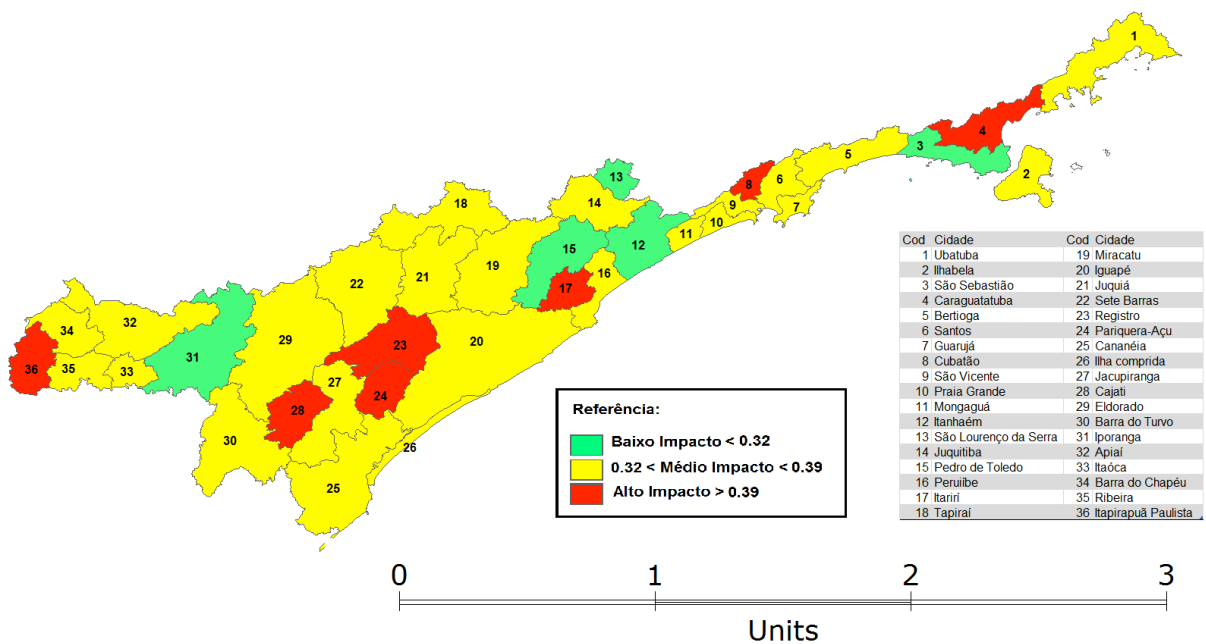 1
4
3
13
5
8
6
2
18
14
9
7
10
15
12
11
19
21
16
22
17
34
32
23
20
31
29
36
35
33
27
24
28
30
26
25
Cod Cidade Cod Cidade
1 Ubatuba 19 Miracatu
2 Ilhabela 20 Iguapé
3 São Sebastião 21 Juquiá
4 Caraguatatuba 22 Sete Barras
5 Bertioga 23 Registro
6 Santos 24 Pariquera-Açu
7 Guarujá 25 Cananéia
8 Cubatão 26 Ilha comprida
9 São Vicente 27 Jacupiranga
10 Praia Grande 28 Cajati
11 Mongaguá 29 Eldorado
12 Itanhaém 30 Barra do Turvo
13 São Lourenço da Serra 31 Iporanga
14 Juquitiba 32 Apiaí
15 Pedro de Toledo 33 Itaóca
16 Peruíbe 34 Barra do Chapéu
17 Itarirí 35 Ribeira
18 Tapiraí 36 Itapirapuã Paulista
Referência:
Baixo Impacto < 0.32
0.32 < Médio Impacto < 0.39
Alto Impacto > 0.39
0 1 2 3
Units